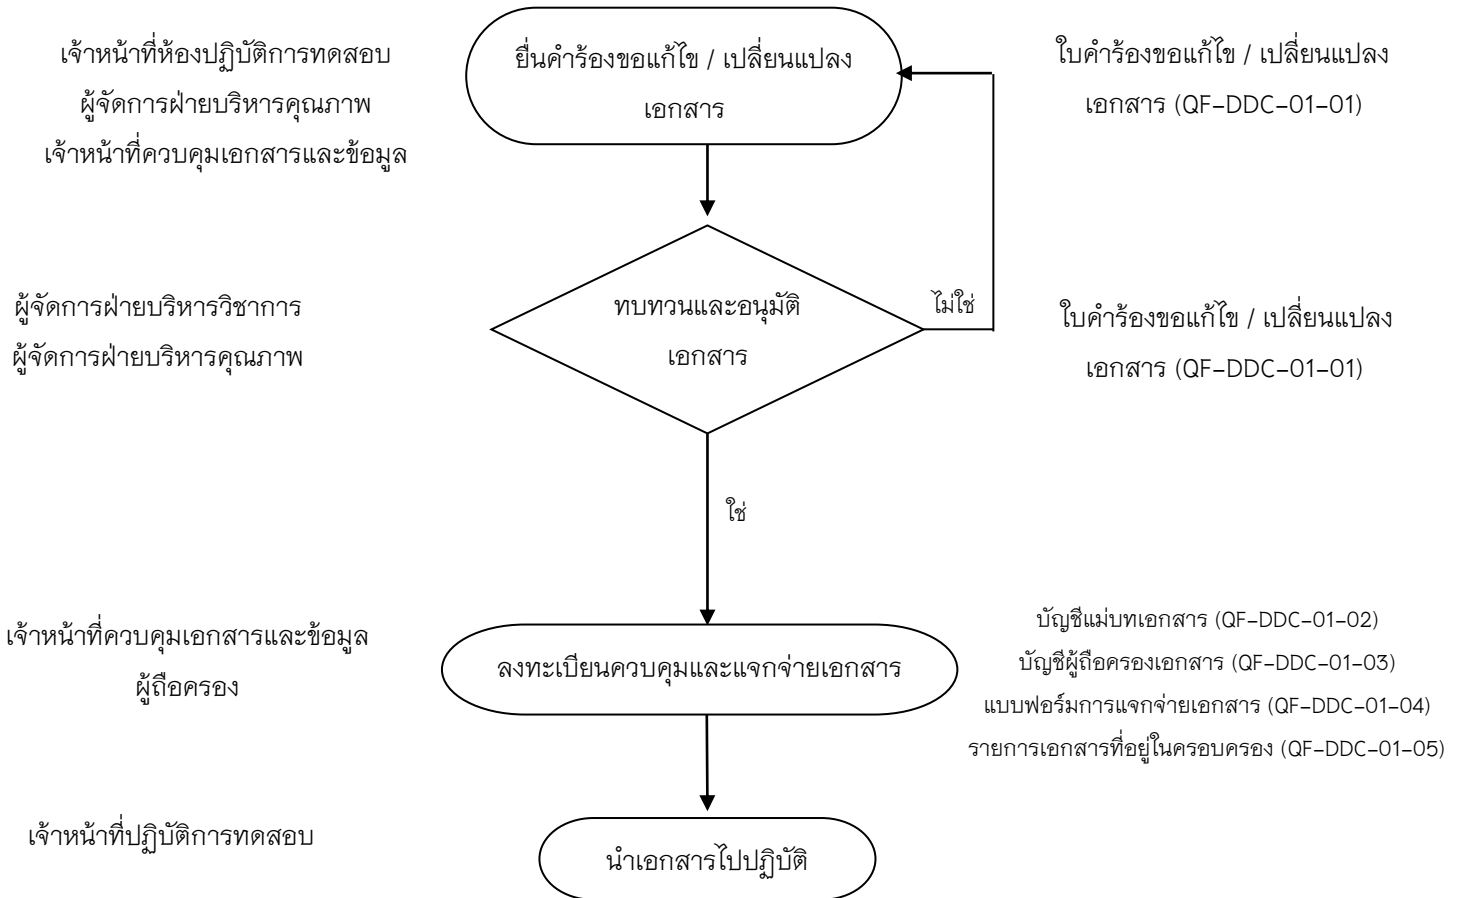 เจ้าหน้าที่ห้องปฏิบัติการทดสอบ
ผู้จัดการฝ่ายบริหารคุณภาพ
เจ้าหน้าที่ควบคุมเอกสารและข้อมูล
ยื่นคำร้องขอแก้ไข / เปลี่ยนแปลง
เอกสาร
ใบคำร้องขอแก้ไข / เปลี่ยนแปลง
เอกสาร (QF-DDC-01-01)
ผู้จัดการฝ่ายบริหารวิชาการ
ผู้จัดการฝ่ายบริหารคุณภาพ
ทบทวนและอนุมัติ
เอกสาร
ไม่ใช่
ใบคำร้องขอแก้ไข / เปลี่ยนแปลง
เอกสาร (QF-DDC-01-01)
ใช่
เจ้าหน้าที่ควบคุมเอกสารและข้อมูล
ผู้ถือครอง
ลงทะเบียนควบคุมและแจกจ่ายเอกสาร
บัญชีแม่บทเอกสาร (QF-DDC-01-02)
บัญชีผู้ถือครองเอกสาร (QF-DDC-01-03)
แบบฟอร์มการแจกจ่ายเอกสาร (QF-DDC-01-04)
รายการเอกสารที่อยู่ในครอบครอง (QF-DDC-01-05)
เจ้าหน้าที่ปฏิบัติการทดสอบ
นำเอกสารไปปฏิบัติ